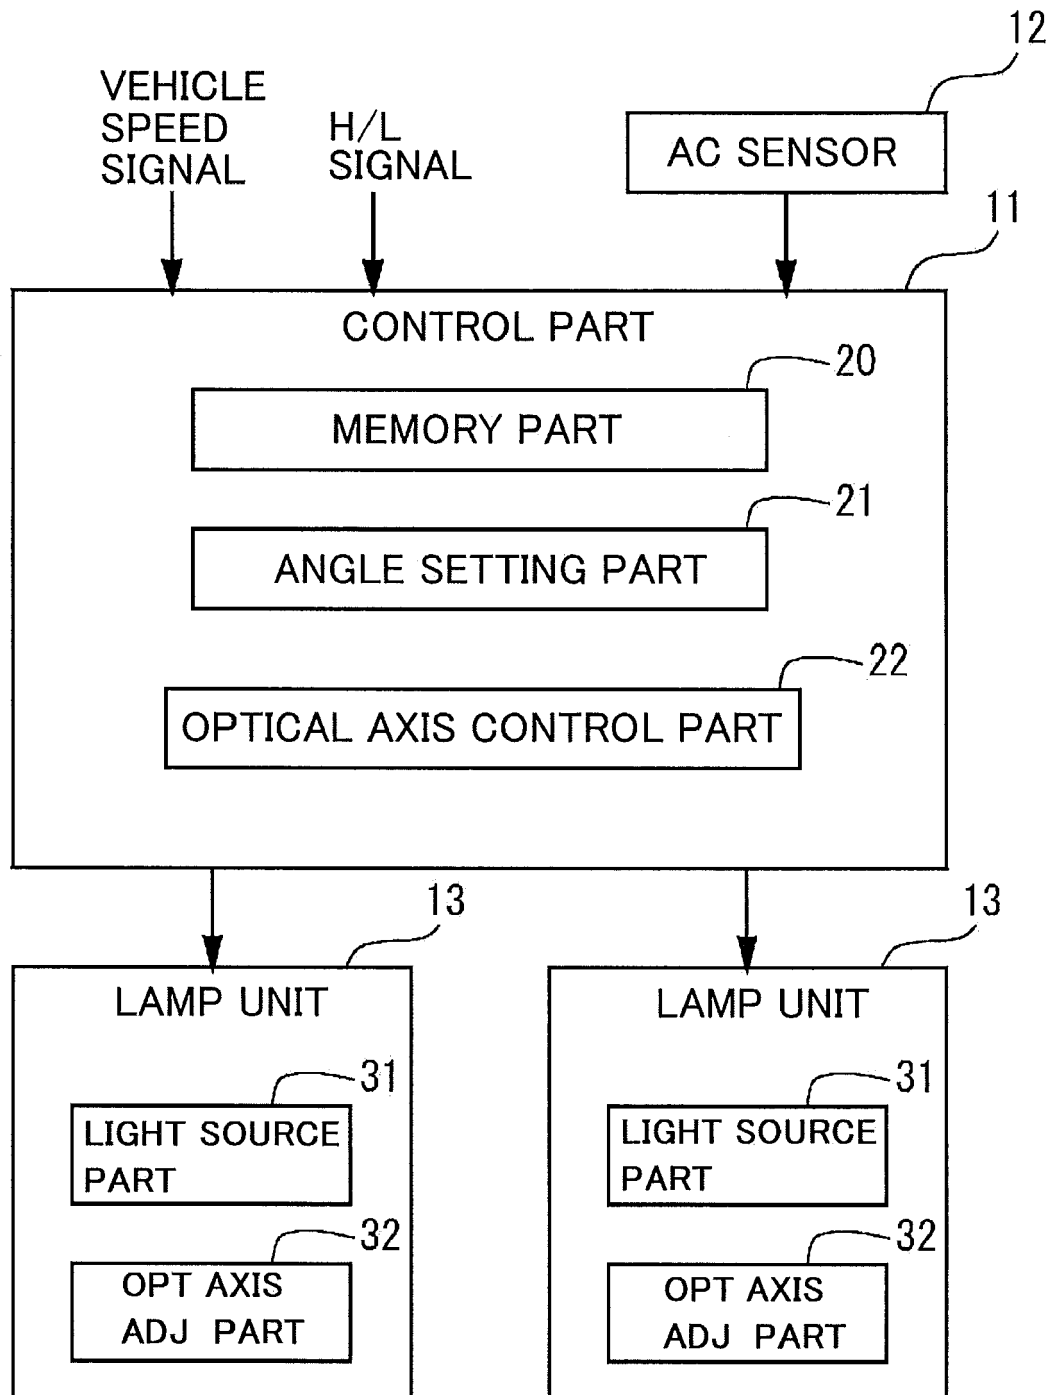 12
VEHICLE
SPEED
SIGNAL
H/L
SIGNAL
AC SENSOR
11
CONTROL PART
20
MEMORY PART
21
ANGLE SETTING PART
22
OPTICAL AXIS CONTROL PART
13
LAMP UNIT
31
LIGHT SOURCE
PART
32
OPT AXIS
ADJ PART
13
LAMP UNIT
31
LIGHT SOURCE
PART
32
OPT AXIS
ADJ PART